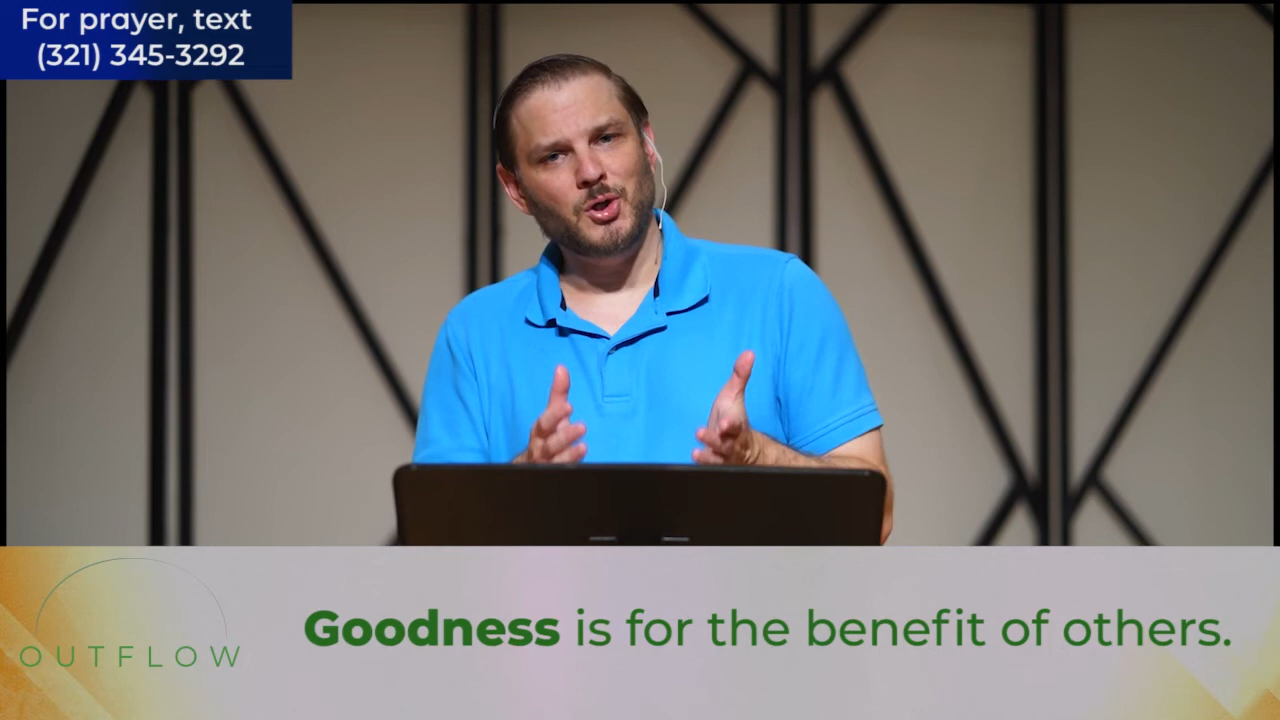 For prayer, text
(321) 345-3292
OUTFLOW
Goodness is for the benefit of others.